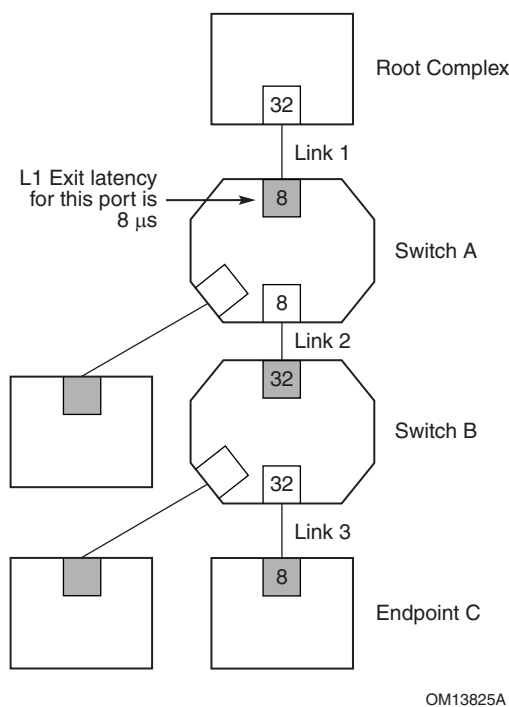 Root Complex
32
Link 1
L1 Exit latency
for this port is
8 μs
8
Switch A
8
Link 2
32
Switch B
32
Link 3
8
Endpoint C
OM13825A